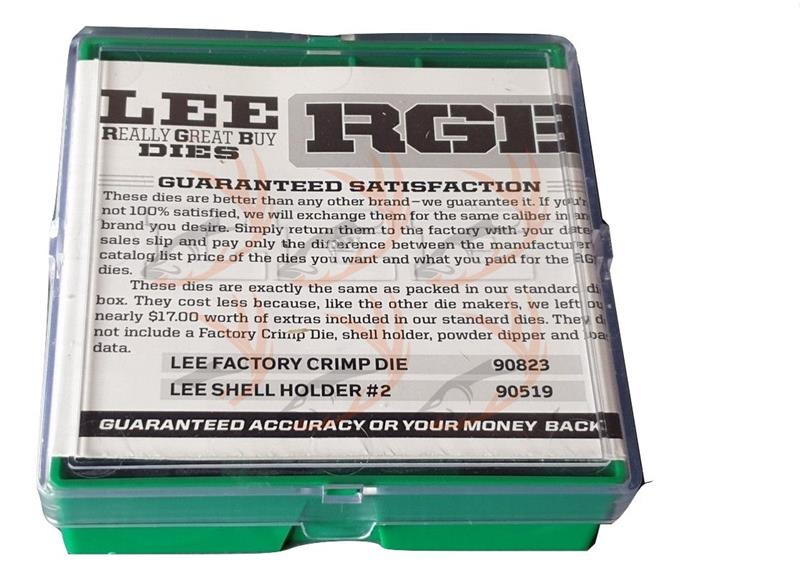 LEE
REALLY GREAT BUY
DIES
RGB
GUARANTEED SATISFACTION
These dies are better than any other brand—we guarantee it. If you're
not 100% satisfied, we will exchange them for the same caliber in any
brand you desire. Simply return them to the factory with your dated
sales slip and pay only the difference between the manufacturer
catalog list price of the dies you want and what you paid for the RGB
dies.
These dies are exactly the same as packed in our standard di
box. They cost less because, like the other die makers, we left ou
nearly $17.00 worth of extras included in our standard dies. They d
not include a Factory Crimp Die, shell holder, powder dipper and
data.
LEE FACTORY CRIMP DIE 90823
LEE SHELL HOLDER #2 90519
GUARANTEED ACCURACY OR YOUR MONEY BACK